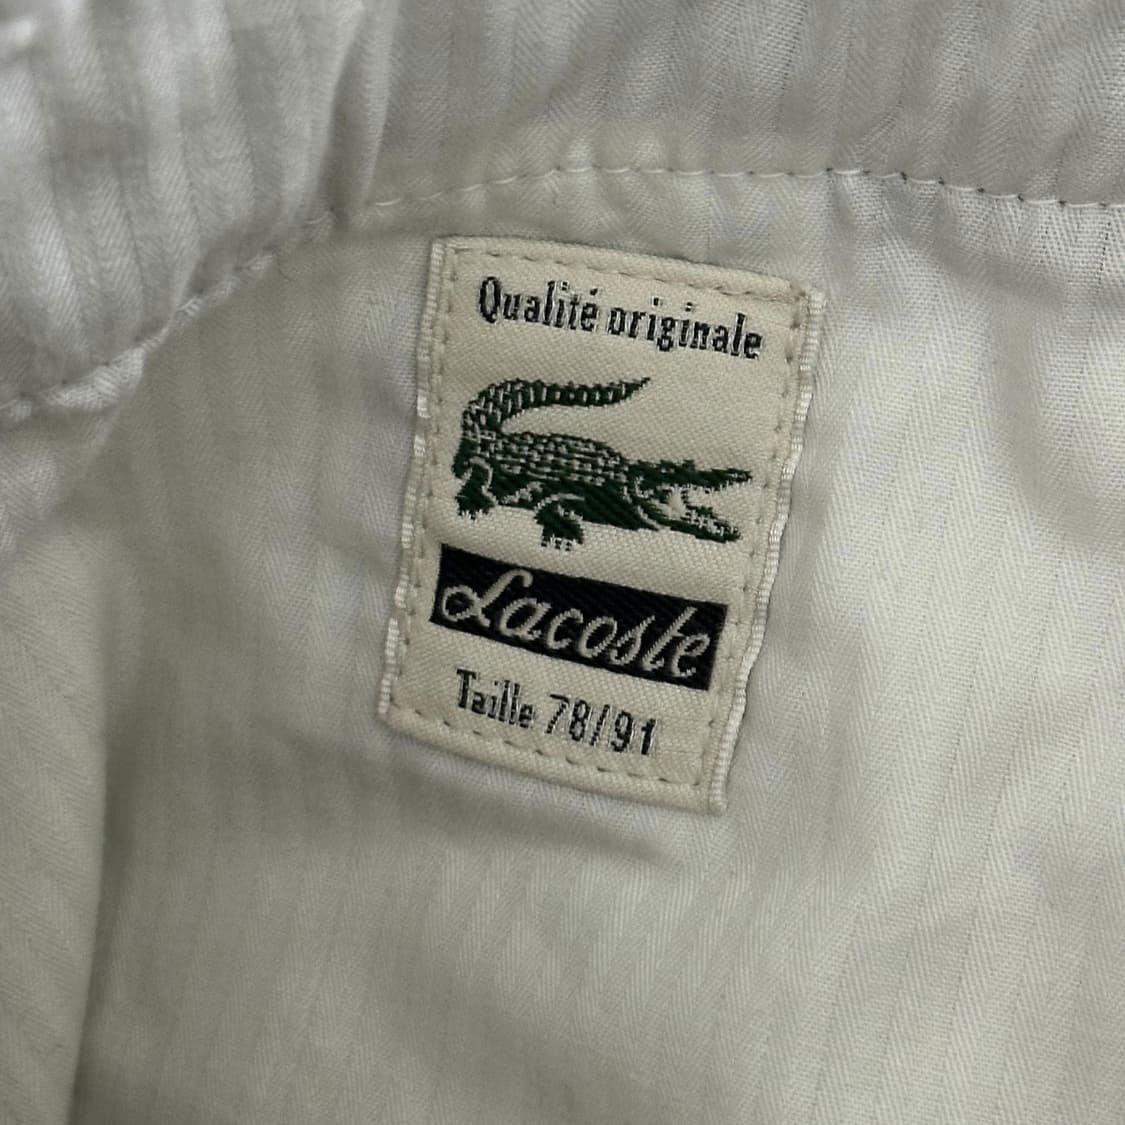 Qualité originale
Lacoste
Taille 78/91